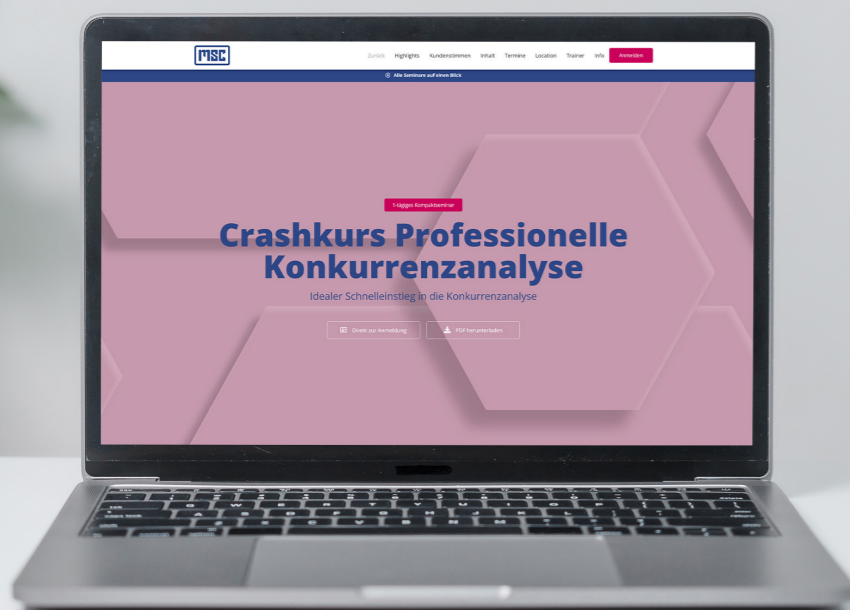 MSC
Zurück Highlights Kundenstimmen Inhalt Termine Location Trainer Info Anmelden
Alle Seminare auf einen Blick
1-tägiges Kompaktseminar
Crashkurs Professionelle
Konkurrenzanalyse
Idealer Schnelleinstieg in die Konkurrenzanalyse
Direkt zur Anmeldung PDF herunterladen